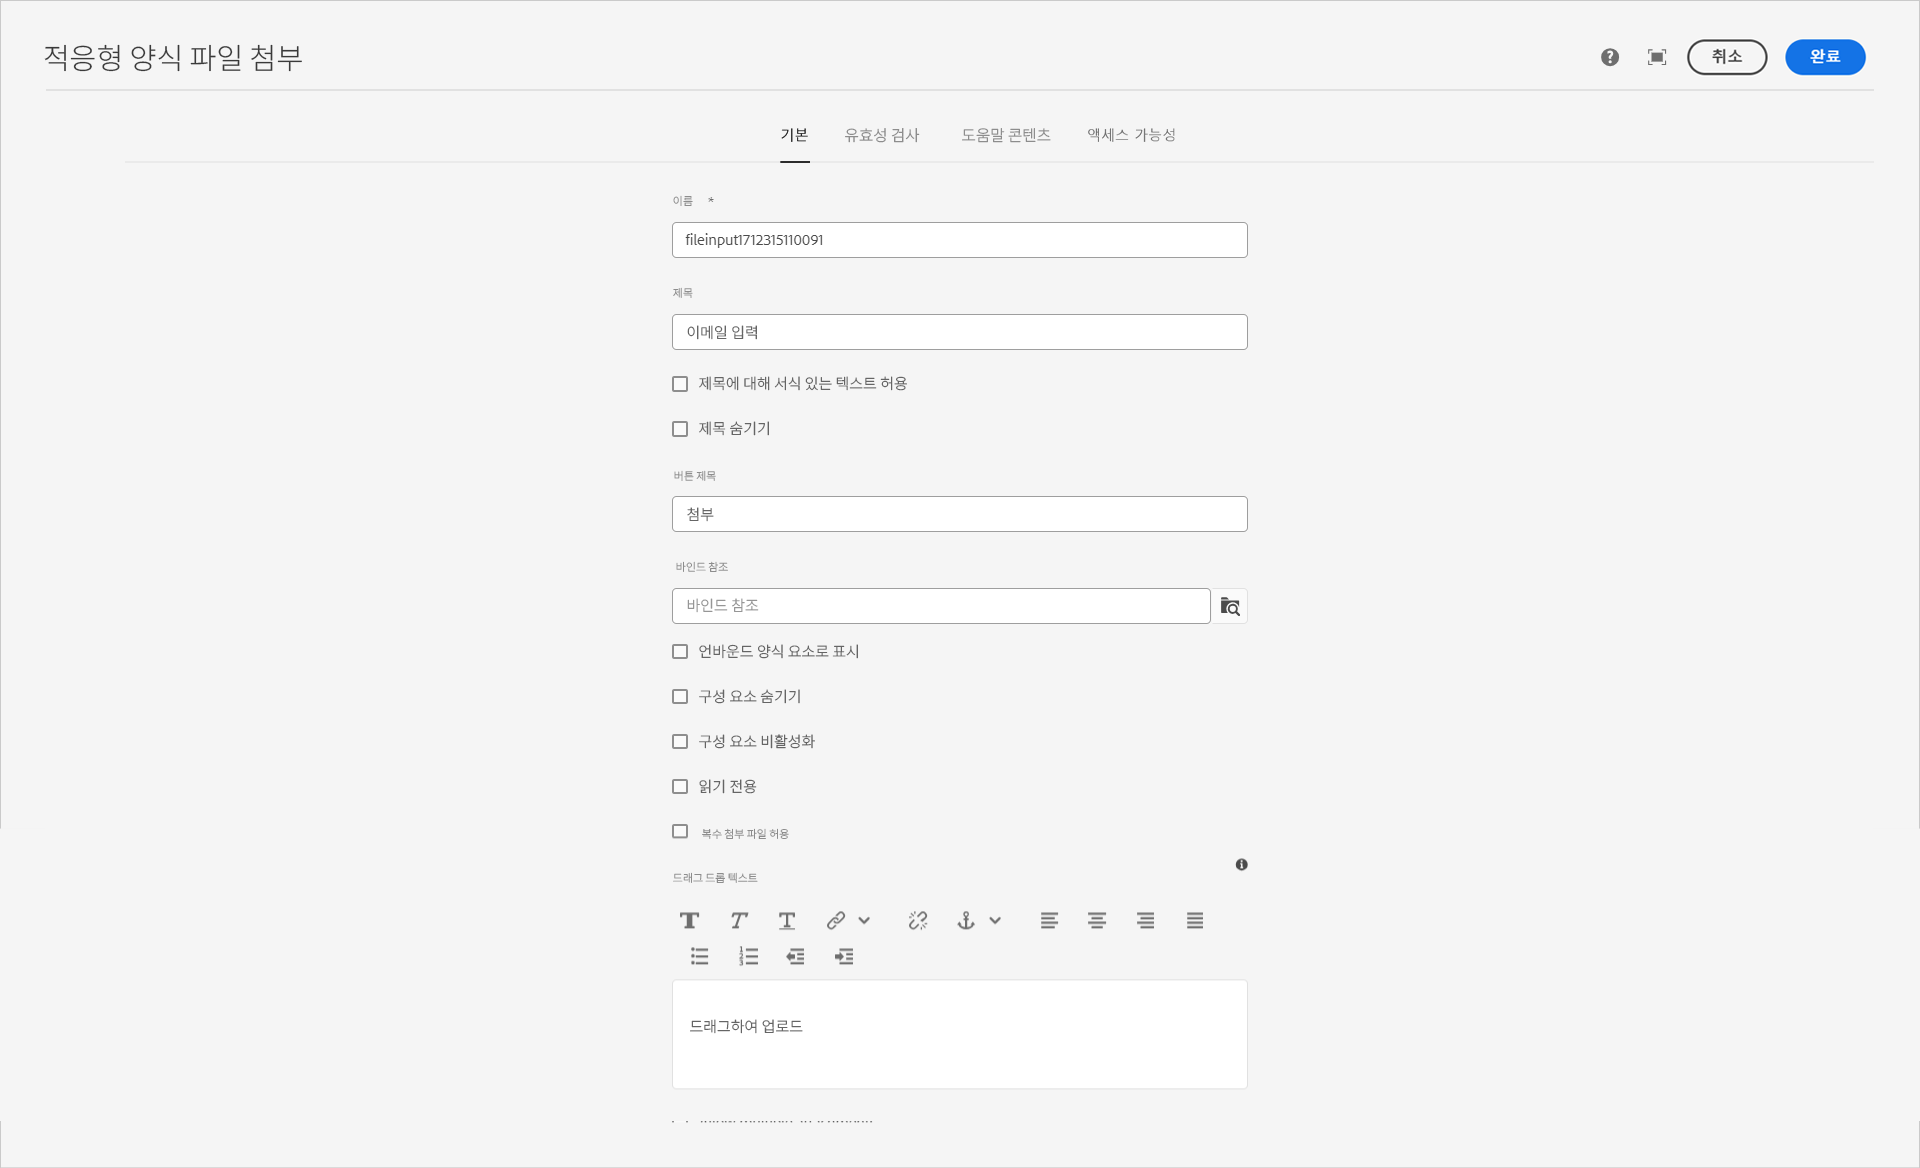 적응형 양식 파일 첨부
취소
완료
기본
유효성 검사
도움말 콘텐츠
액세스 가능성
이름 *
fileinput1712315110091
제목
이메일 입력
제목에 대해 서식 있는 텍스트 허용
제목 숨기기
버튼 제목
첨부
바인드 참조
바인드 참조
언바운드 양식 요소로 표시
구성 요소 숨기기
구성 요소 비활성화
읽기 전용
복수 첨부 파일 허용
드래그 드롭 텍스트
드래그하여 업로드